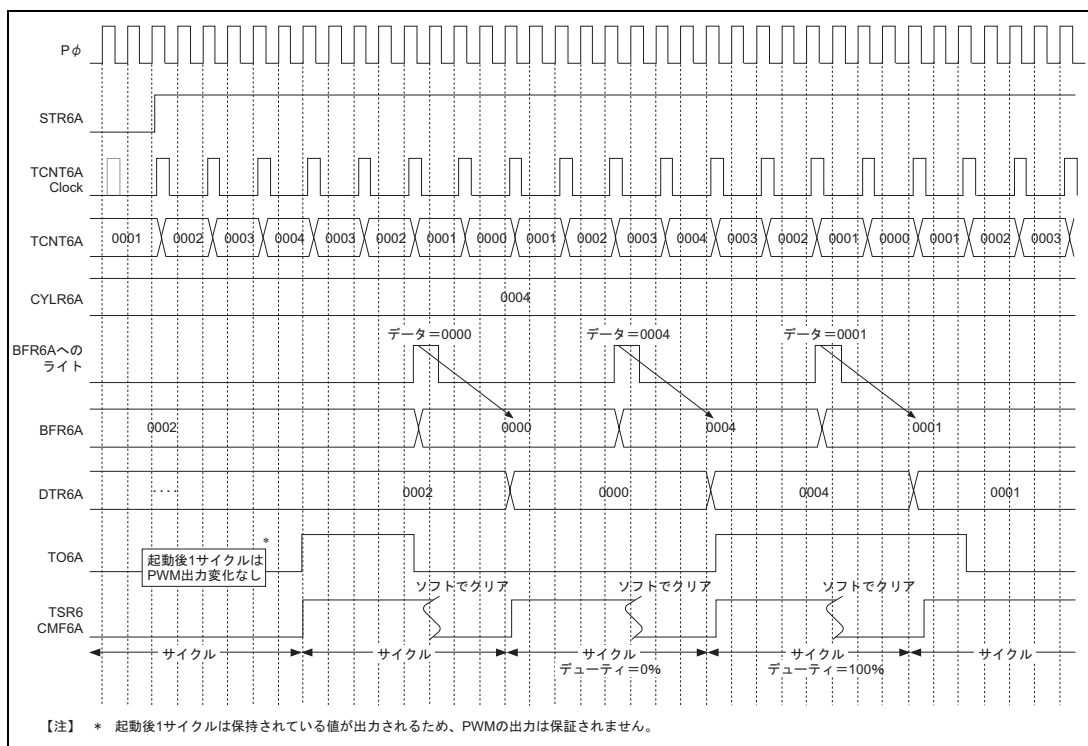 Pφ
STR6A
TCNT6A
Clock
TCNT6A
0001 0002 0003 0004 0003 0002 0001 0000 0001 0002 0003 0004 0003 0002 0001 0000 0001 0002 0003
CYLR6A
0004
BFR6Aへの
ライト
データ＝0000
データ＝0004
データ＝0001
BFR6A
0002 0000 0004 0001
DTR6A
‥‥ 0002 0000 0004 0001
TO6A
起動後1サイクルは
PWM出力変化なし
*
TSR6
CMF6A
ソフトでクリア ソフトでクリア ソフトでクリア
サイクル サイクル サイクル サイクル サイクル
デューティ＝0% デューティ＝100%
【注】 * 起動後1サイクルは保持されている値が出力されるため、PWMの出力は保証されません。